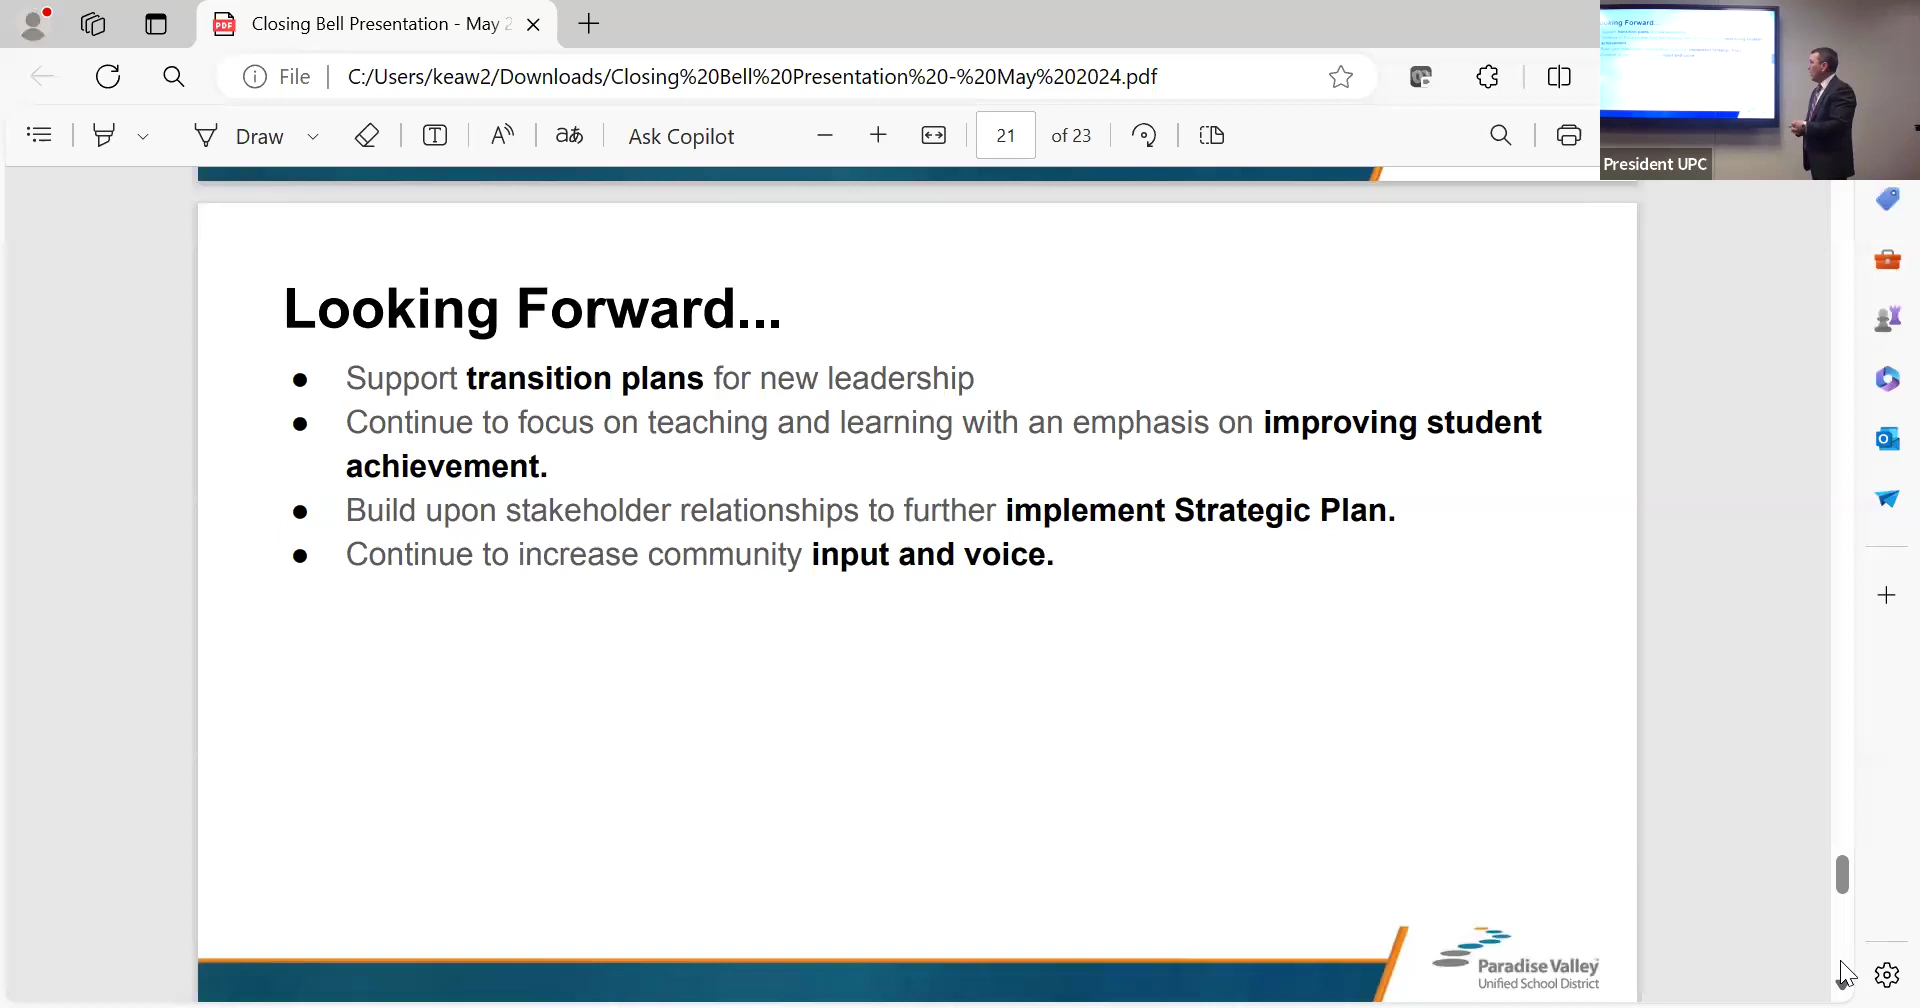 Closing Bell Presentation - May 2
File
C:/Users/keaw2/Downloads/Closing%20Bell%20Presentation%20-%20May%202024.pdf
Draw
Ask Copilot
21
of 23
President UPC
Looking Forward...
● Support transition plans for new leadership
● Continue to focus on teaching and learning with an emphasis on improving student
achievement.
● Build upon stakeholder relationships to further implement Strategic Plan.
● Continue to increase community input and voice.
Paradise Valley
Unified School District